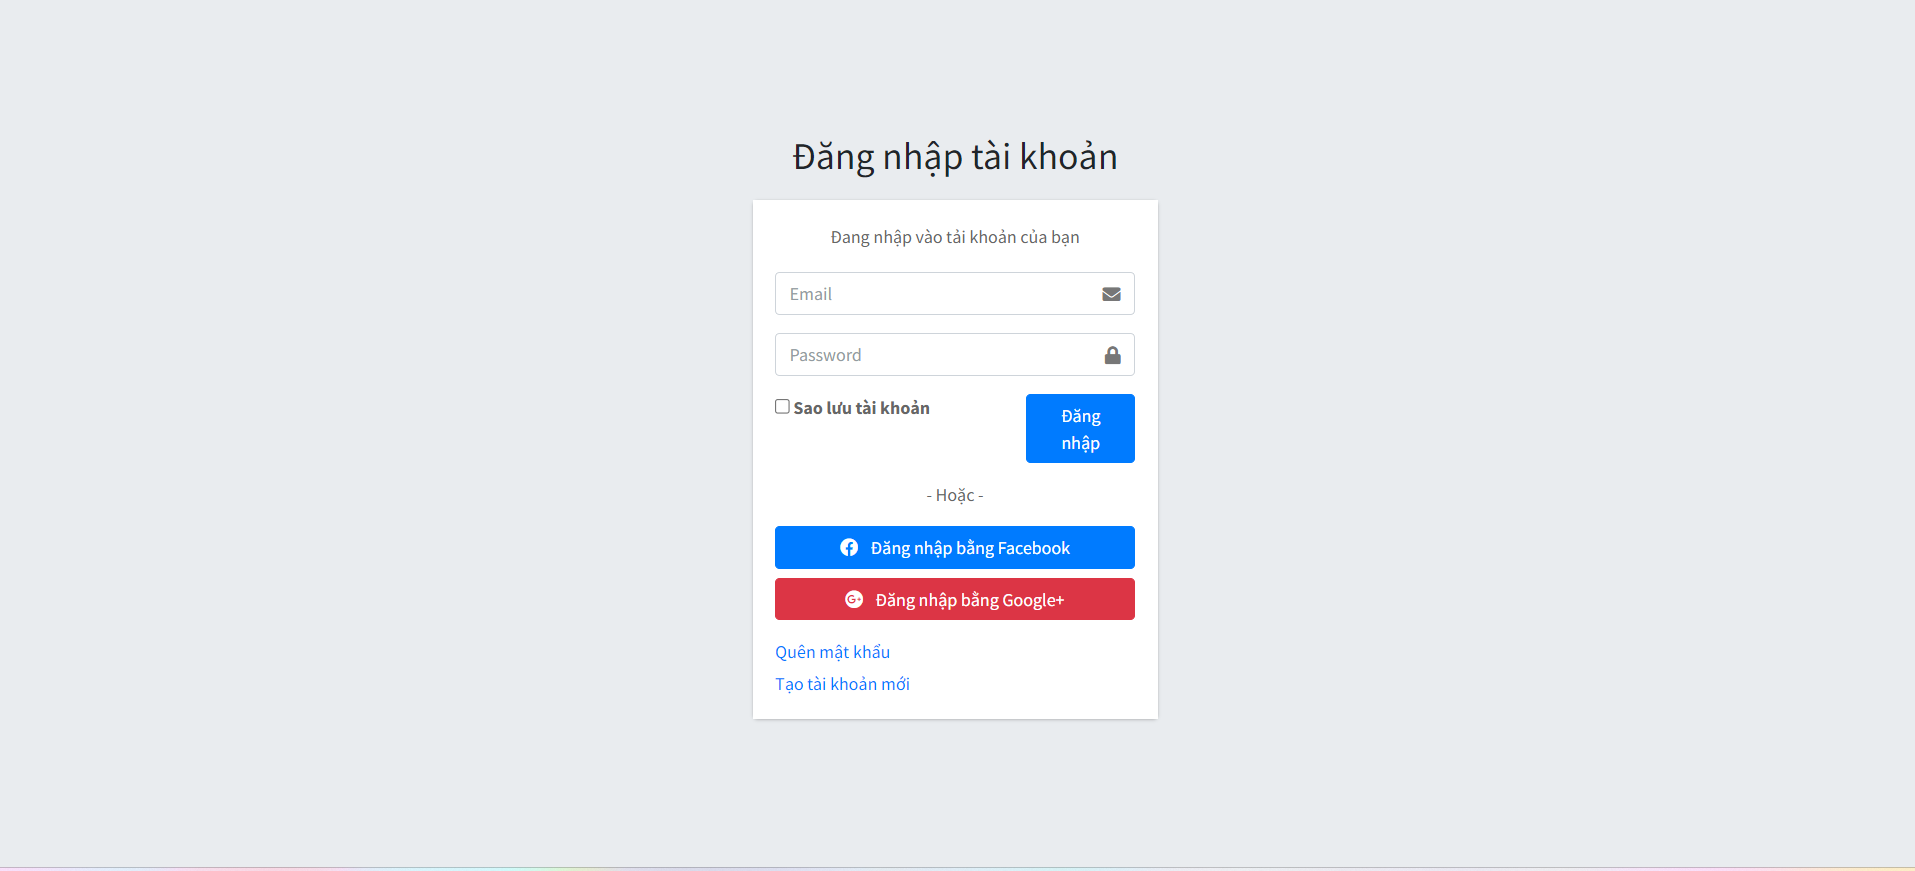 Đăng nhập tài khoản
Đang nhập vào tải khoản của bạn
Email
Password
Sao lưu tài khoản
Đăng
nhập
- Hoặc -
Đăng nhập bằng Facebook
Đăng nhập bằng Google+
Quên mật khẩu
Tạo tài khoản mới